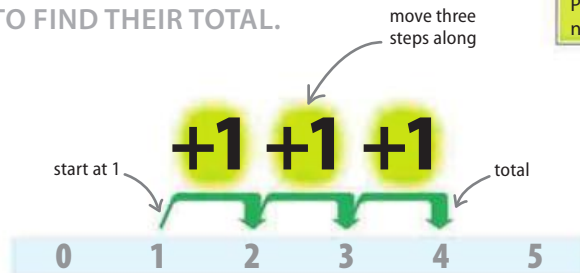 TO FIND THEIR TOTAL.
move three
steps along
+1 +1 +1
start at 1
total
0 1 2 3 4 5